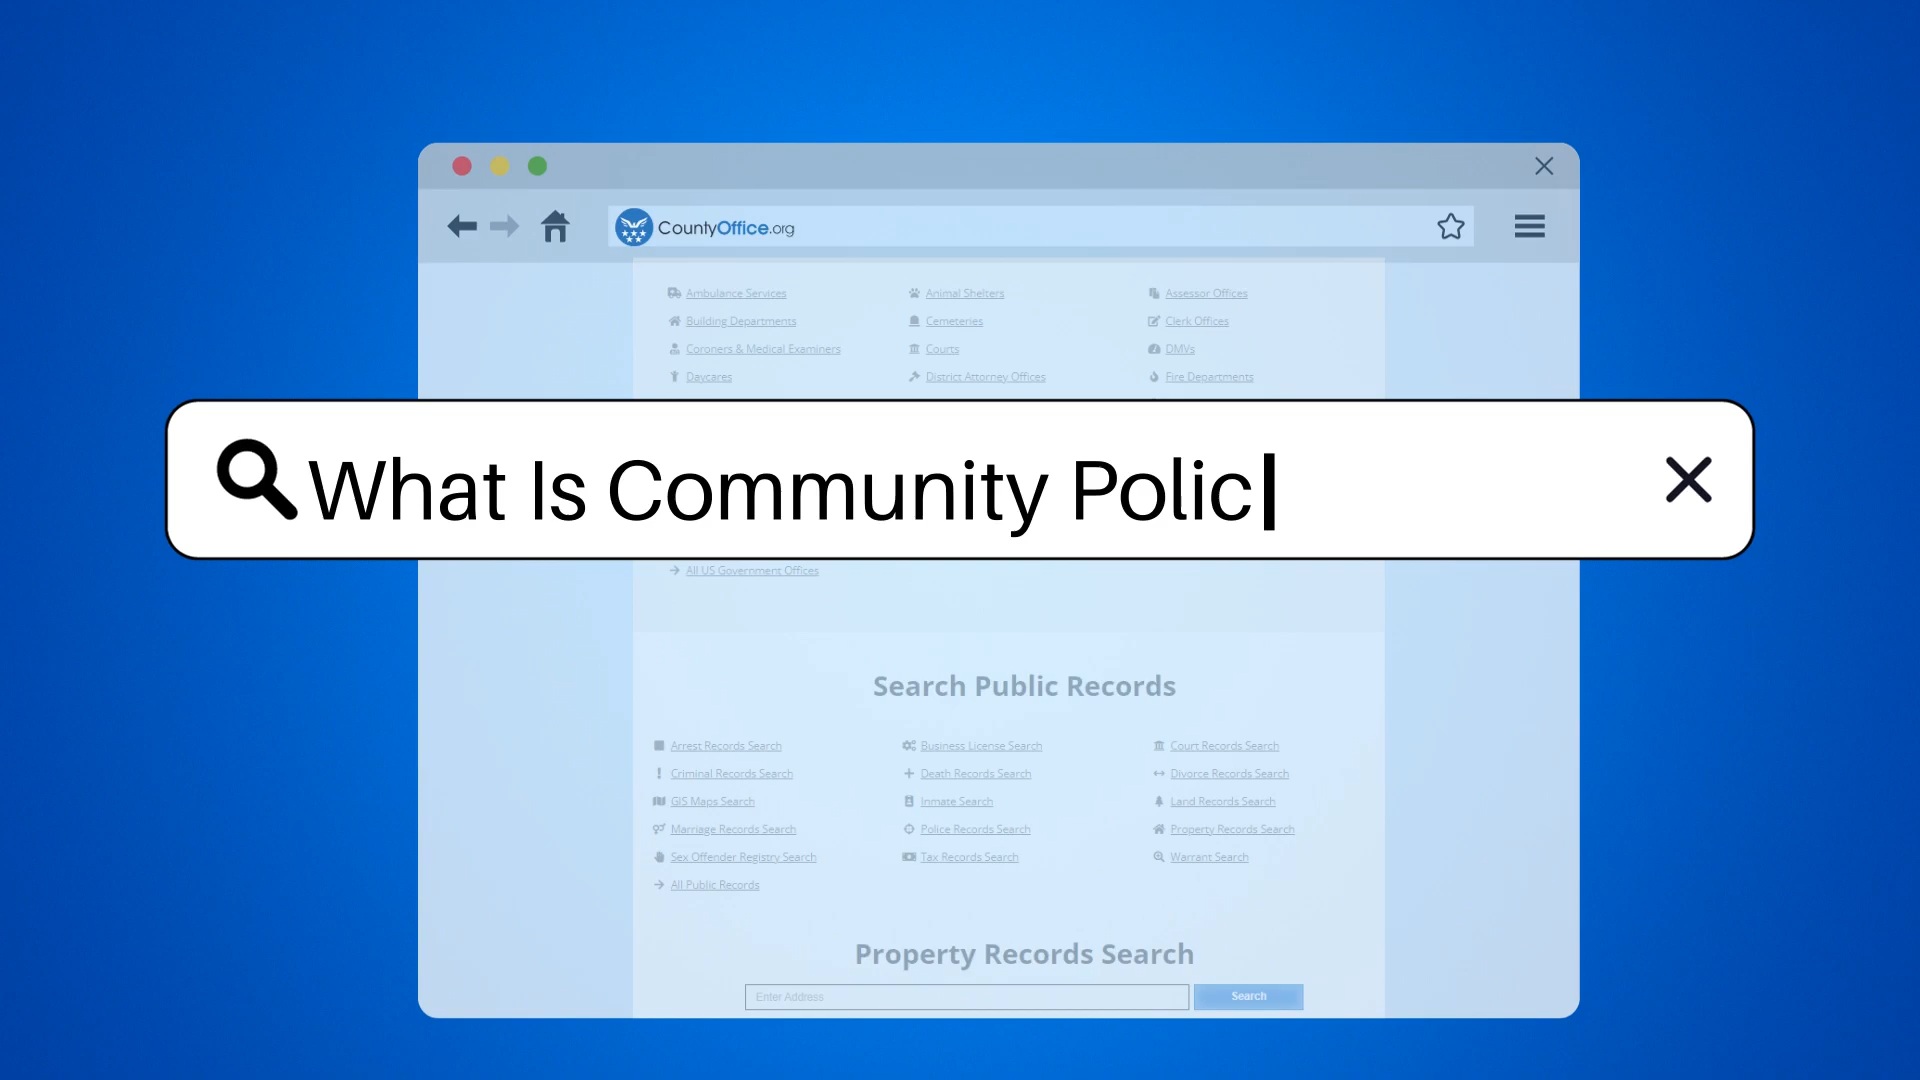 CountyOffice.org
Ambulance Services Animal Shelters Assessor Offices
Building Departments Cemeteries Clerk Offices
Coroners & Medical Examiners Courts DMVs
Daycares District Attorney Offices Fire Departments
What Is Community Polic
All US Government Offices
Search Public Records
Arrest Records Search Business License Search Court Records Search
Criminal Records Search Death Records Search Divorce Records Search
GIS Maps Search Inmate Search Land Records Search
Marriage Records Search Police Records Search Property Records Search
Sex Offender Registry Search Tax Records Search Warrant Search
All Public Records
Property Records Search
Enter Address Search